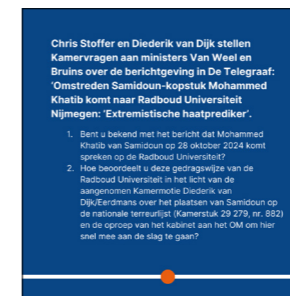 Chris Stoffer en Diederik van Dijk stellen
Kamervragen aan ministers Van Weel en
Bruins over de berichtgeving in De Telegraaf:
'Omstreden Samidoun-kopstuk Mohammed
Khatib komt naar Radboud Universiteit
Nijmegen: 'Extremistische haatprediker'.
1. Bent u bekend met het bericht dat Mohammed
Khatib van Samidoun op 28 oktober 2024 komt
spreken op de Radboud Universiteit?
2. Hoe beoordeelt u deze gedragswijze van de
Radboud Universiteit in het licht van de
aangenomen Kamermotie Diederik van
Dijk/Eerdmans over het plaatsen van Samidoun op
de nationale terreurlijst (Kamerstuk 29 279, nr. 882)
en de oproep van het kabinet aan het OM om hier
snel mee aan de slag te gaan?